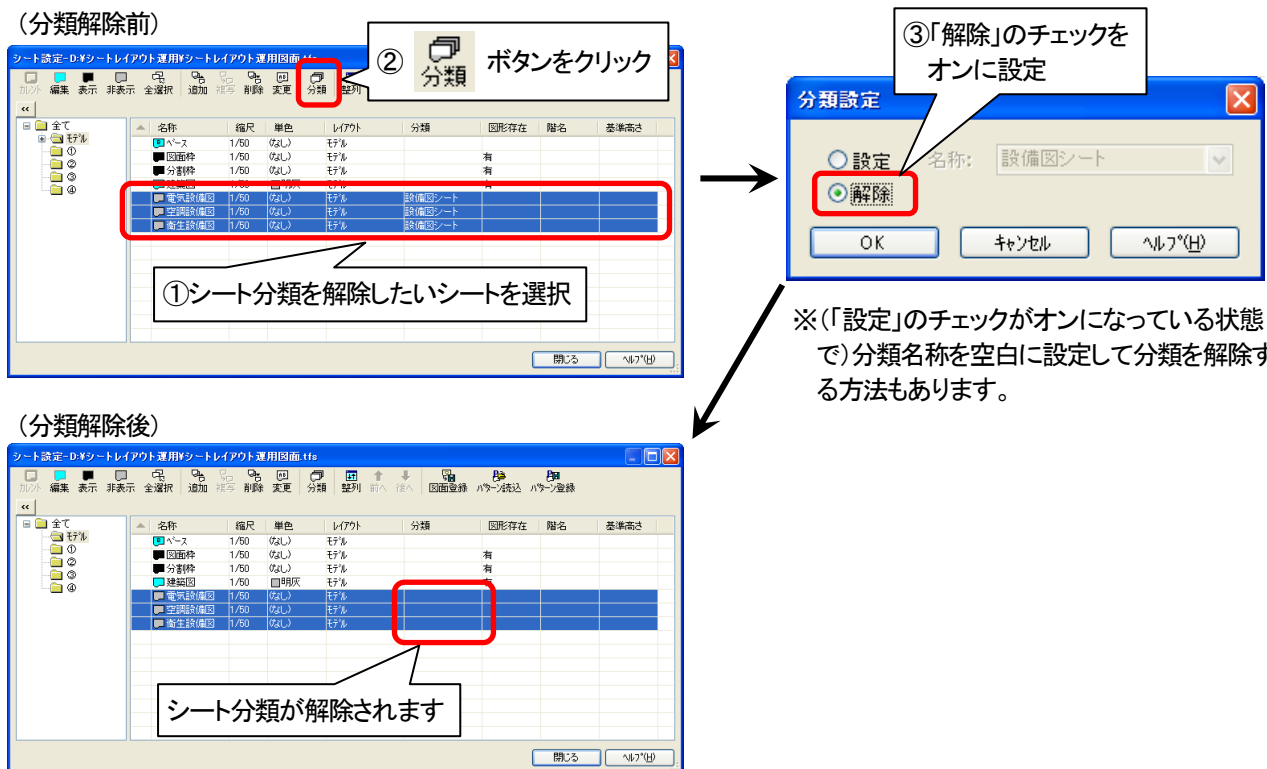 （分類解除前）
シート設定-D:¥シートレイアウト運用¥シートレイアウト運用図面.tfs
カレント 編集 表示 非表示 全選択 追加 複写 削除 変更 分類 整列
<<
名称 縮尺 単色 レイアウト 分類 図形存在 階名 基準高さ
全て
モデル
①
②
③
④
ベース 1/50 (なし) モデル
図面枠 1/50 (なし) モデル 有
分割枠 1/50 (なし) モデル 有
建築図 1/50 明灰 モデル 有
電気設備図 1/50 (なし) モデル 設備図シート
空調設備図 1/50 (なし) モデル 設備図シート
衛生設備図 1/50 (なし) モデル 設備図シート
①シート分類を解除したいシートを選択
閉じる ヘルプ(H)
② 分類 ボタンをクリック
③「解除」のチェックを
オンに設定
分類設定
設定 名称: 設備図シート
解除
OK キャンセル ヘルプ(H)
※（「設定」のチェックがオンになっている状態
で）分類名称を空白に設定して分類を解除す
る方法もあります。
（分類解除後）
シート設定-D:¥シートレイアウト運用¥シートレイアウト運用図面.tfs
カレント 編集 表示 非表示 全選択 追加 複写 削除 変更 分類 整列 前へ 後へ 図面登録 パターン読込 パターン登録
<<
名称 縮尺 単色 レイアウト 分類 図形存在 階名 基準高さ
全て
モデル
①
②
③
④
ベース 1/50 (なし) モデル
図面枠 1/50 (なし) モデル 有
分割枠 1/50 (なし) モデル 有
建築図 1/50 明灰 モデル 有
電気設備図 1/50 (なし) モデル
空調設備図 1/50 (なし) モデル
衛生設備図 1/50 (なし) モデル
シート分類が解除されます
閉じる ヘルプ(H)